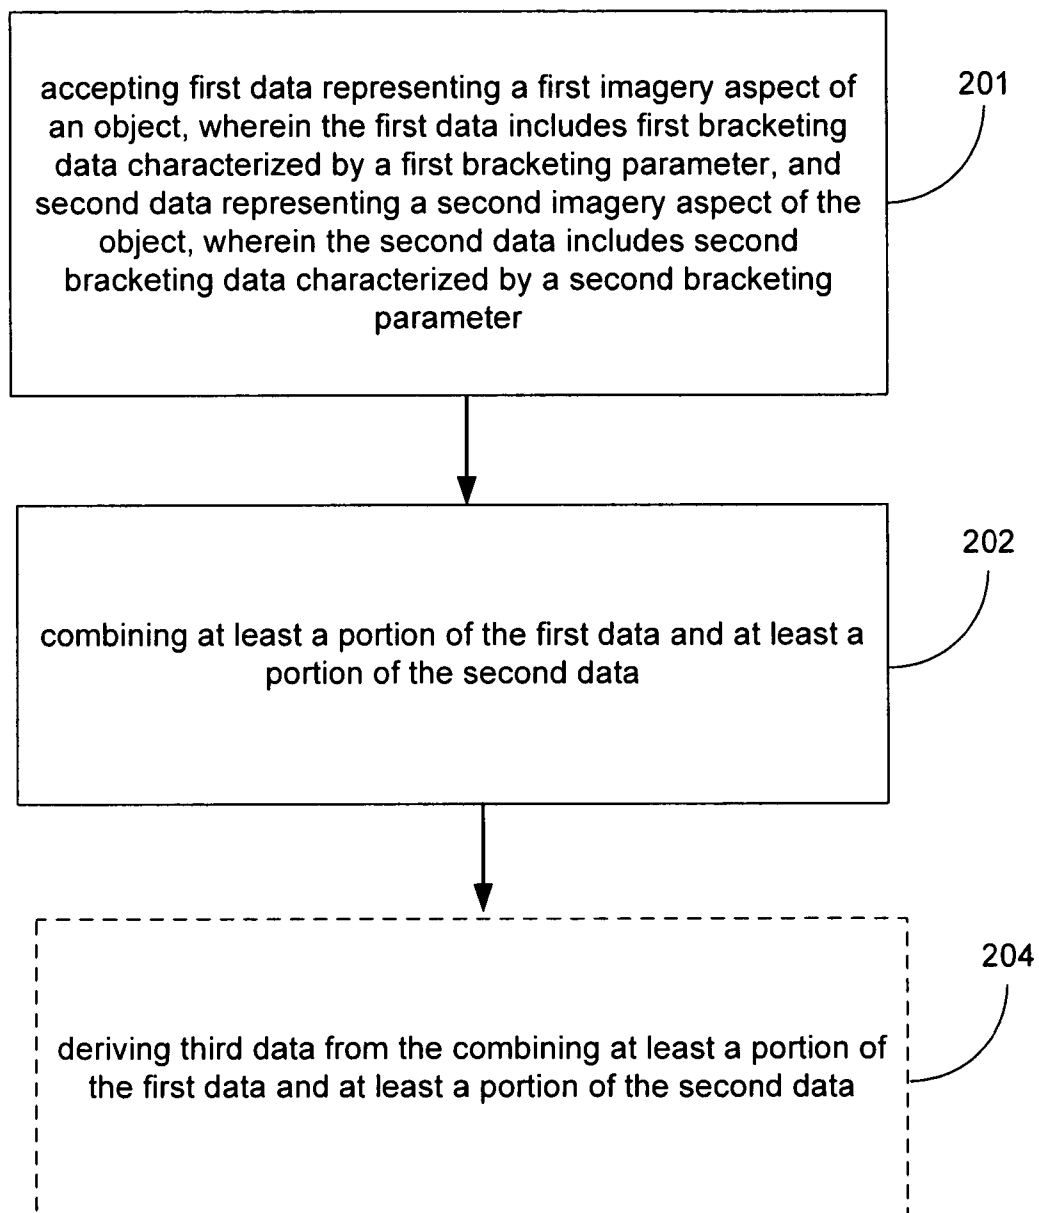 accepting first data representing a first imagery aspect of
an object, wherein the first data includes first bracketing
data characterized by a first bracketing parameter, and
second data representing a second imagery aspect of the
object, wherein the second data includes second
bracketing data characterized by a second bracketing
parameter
201
combining at least a portion of the first data and at least a
portion of the second data
202
deriving third data from the combining at least a portion of
the first data and at least a portion of the second data
204